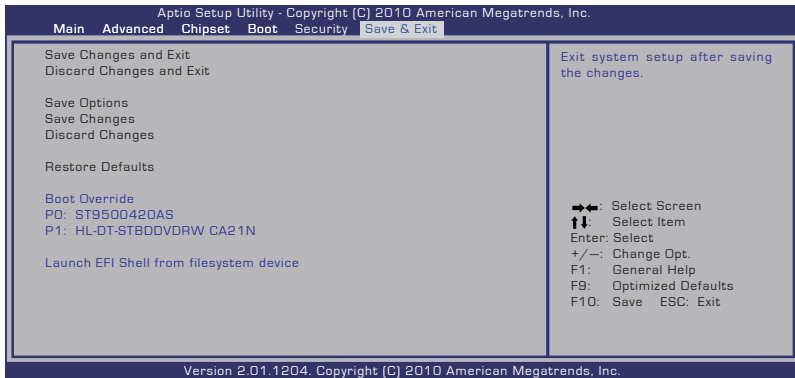 Aptio Setup Utility - Copyright (C) 2010 American Megatrends, Inc.
Main Advanced Chipset Boot Security Save & Exit
Save Changes and Exit
Discard Changes and Exit
Save Options
Save Changes
Discard Changes
Restore Defaults
Boot Override
P0: ST9500420AS
P1: HL-DT-STBDDVDRW CA21N
Launch EFI Shell from filesystem device
Exit system setup after saving
the changes.
→←: Select Screen
↑↓: Select Item
Enter: Select
+/—: Change Opt.
F1: General Help
F9: Optimized Defaults
F10: Save ESC: Exit
Version 2.01.1204. Copyright (C) 2010 American Megatrends, Inc.